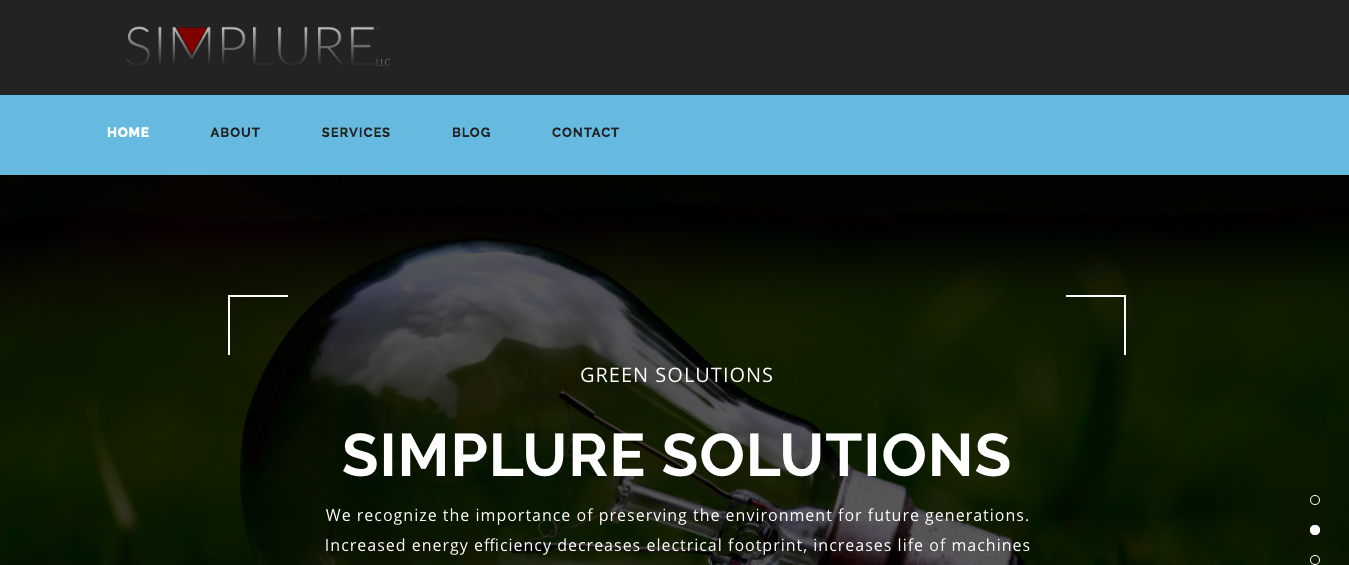 SIMPLURE LLC
HOME ABOUT SERVICES BLOG CONTACT
GREEN SOLUTIONS
SIMPLURE SOLUTIONS
We recognize the importance of preserving the environment for future generations.
Increased energy efficiency decreases electrical footprint, increases life of machines